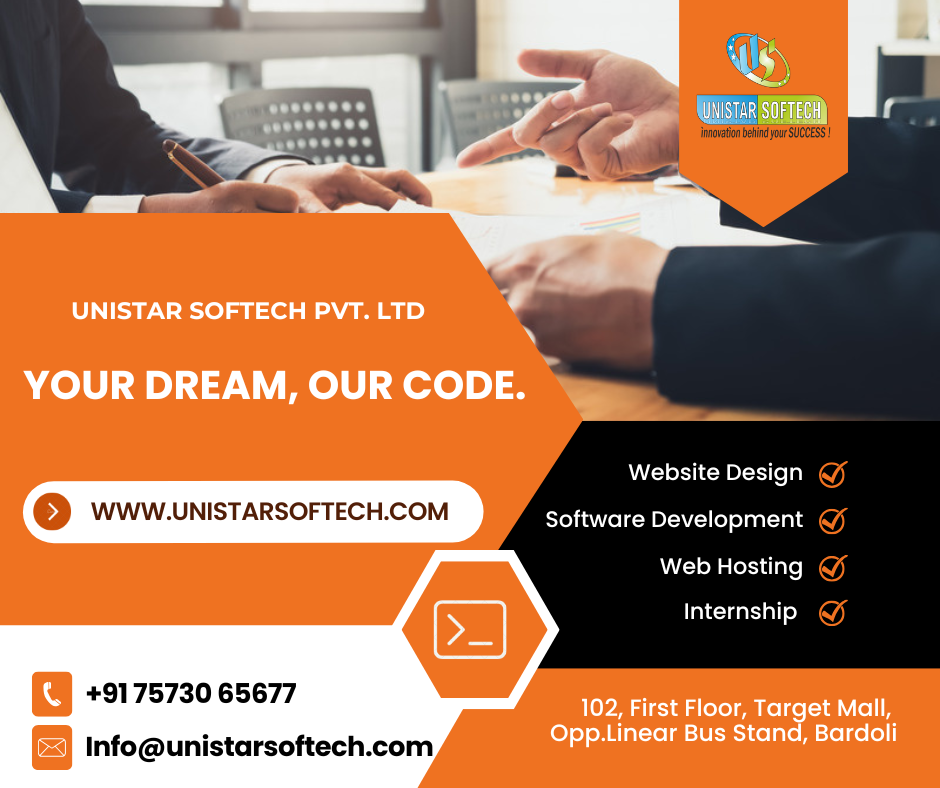 US
UNISTAR SOFTECH
innovation behind your SUCCESS !
UNISTAR SOFTECH PVT. LTD
YOUR DREAM, OUR CODE.
WWW.UNISTARSOFTECH.COM
Website Design
Software Development
Web Hosting
Internship
+91 75730 65677
Info@unistarsoftech.com
102, First Floor, Target Mall,
Opp.Linear Bus Stand, Bardoli